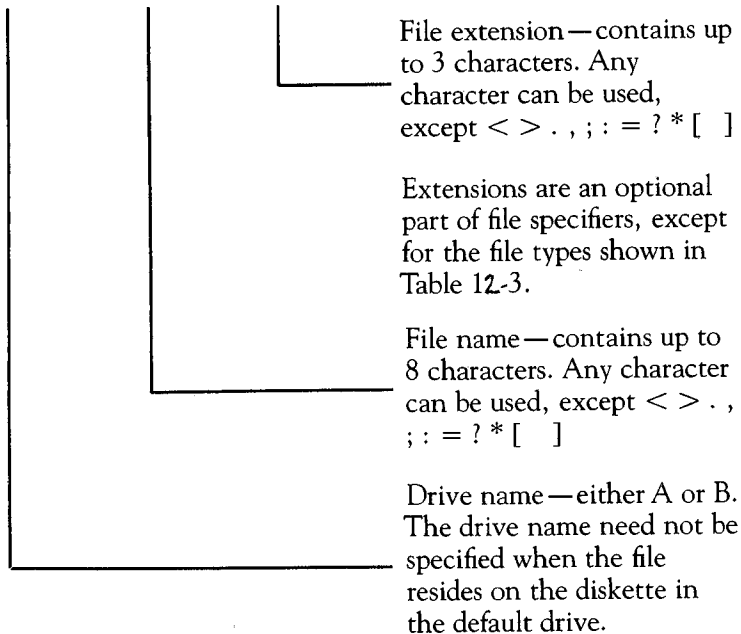 File extension—contains up
to 3 characters. Any
character can be used,
except < > . , ; : = ? * [ ]
Extensions are an optional
part of file specifiers, except
for the file types shown in
Table 12-3.
File name—contains up to
8 characters. Any character
can be used, except < > . ,
; : = ? * [ ]
Drive name—either A or B.
The drive name need not be
specified when the file
resides on the diskette in
the default drive.